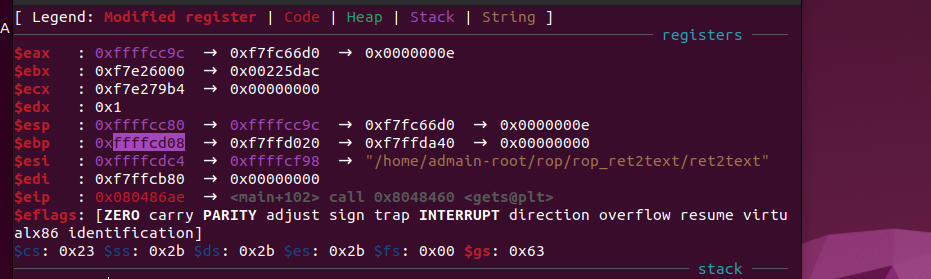 [ Legend: Modified register | Code | Heap | Stack | String ]
registers
A
$eax : 0xffffcc9c → 0xf7fc66d0 → 0x0000000e
$ebx : 0xf7e26000 → 0x00225dac
$ecx : 0xf7e279b4 → 0x00000000
$edx : 0x1
$esp : 0xffffcc80 → 0xffffcc9c → 0xf7fc66d0 → 0x0000000e
$ebp : 0xffffcd08 → 0xf7ffd020 → 0xf7ffda40 → 0x00000000
$esi : 0xffffcdc4 → 0xffffcf98 → "/home/admain-root/rop/rop_ret2text/ret2text"
$edi : 0xf7ffcb80 → 0x00000000
$eip : 0x080486ae → <main+102> call 0x8048460 <gets@plt>
$eflags: [ZERO carry PARITY adjust sign trap INTERRUPT direction overflow resume virtu
alx86 identification]
$cs: 0x23 $ss: 0x2b $ds: 0x2b $es: 0x2b $fs: 0x00 $gs: 0x63
stack